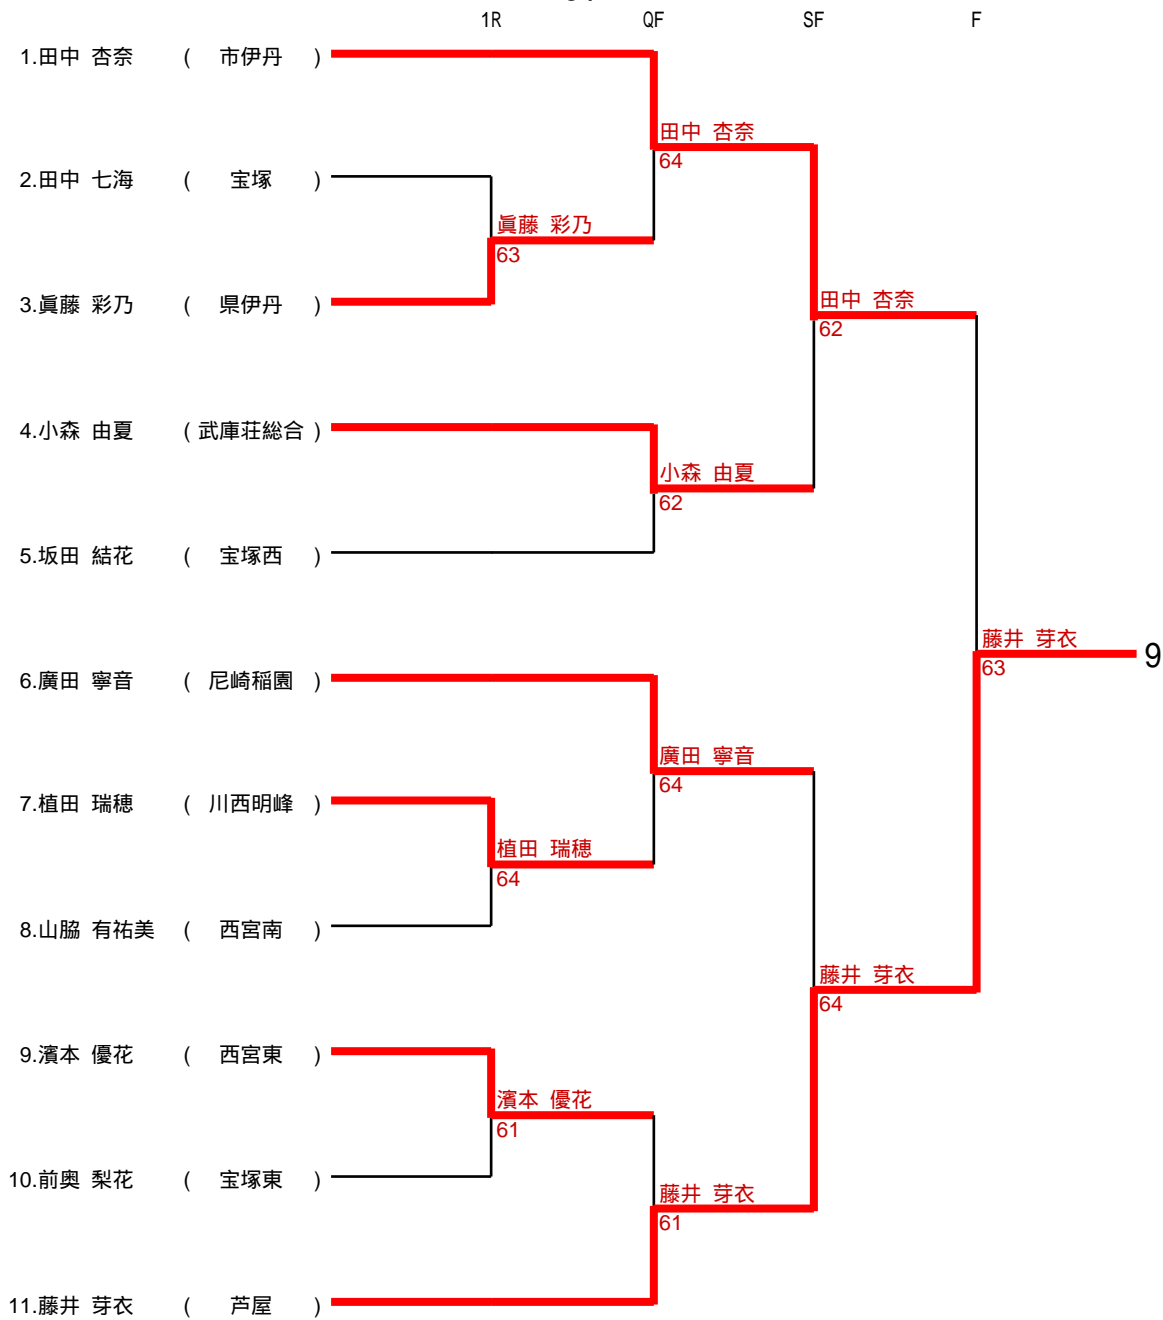 1R QF SF F
1.田中 杏奈 ( 市伊丹 )
田中 杏奈
64
2.田中 七海 ( 宝塚 )
眞藤 彩乃
63
3.眞藤 彩乃 ( 県伊丹 )
田中 杏奈
62
4.小森 由夏 ( 武庫荘総合 )
小森 由夏
62
5.坂田 結花 ( 宝塚西 )
藤井 芽衣
63
9
6.廣田 寧音 ( 尼崎稲園 )
廣田 寧音
64
7.植田 瑞穂 ( 川西明峰 )
植田 瑞穂
64
8.山脇 有祐美 ( 西宮南 )
藤井 芽衣
64
9.濱本 優花 ( 西宮東 )
濱本 優花
61
10.前奥 梨花 ( 宝塚東 )
藤井 芽衣
61
11.藤井 芽衣 ( 芦屋 )